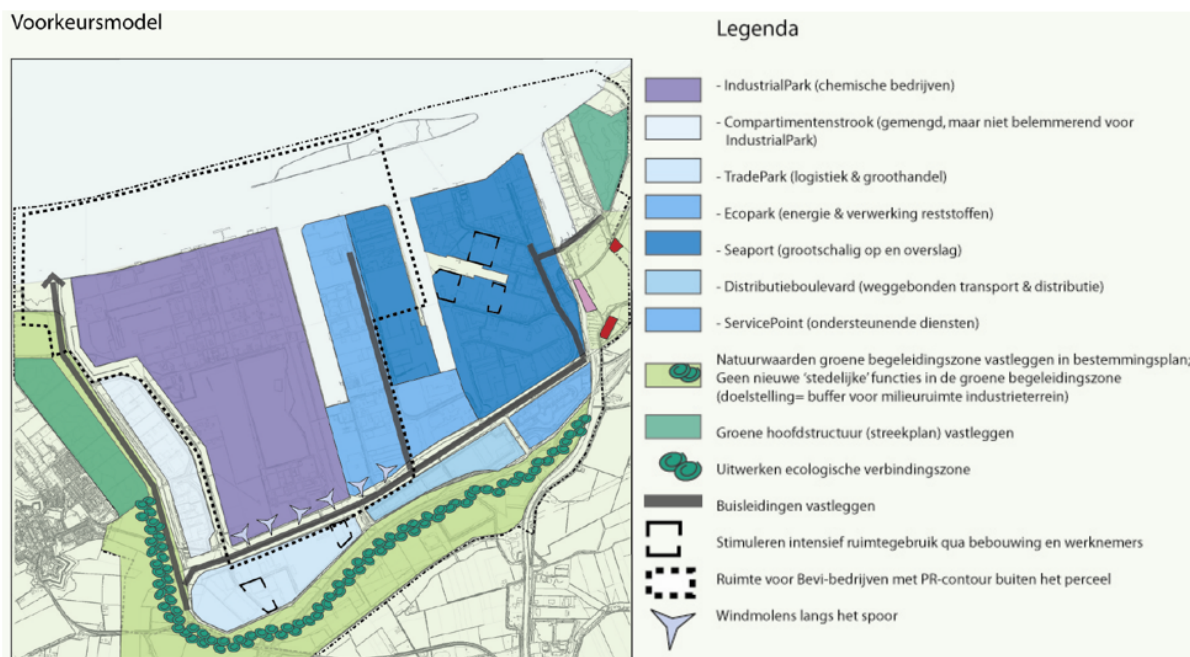 Voorkeursmodel
Legenda
- IndustrialPark (chemische bedrijven)
- Compartimentenstrook (gemengd, maar niet belemmerend voor
IndustrialPark)
- TradePark (logistiek & groothandel)
- Ecopark (energie & verwerking reststoffen)
- Seaport (grootschalig op en overslag)
- Distributieboulevard (weggebonden transport & distributie)
- ServicePoint (ondersteunende diensten)
Natuurwaarden groene begeleidingszone vastleggen in bestemmingsplan;
Geen nieuwe 'stedelijke' functies in de groene begeleidingszone
(doelstelling= buffer voor milieuruimte industrieterrein)
Groene hoofdstructuur (streekplan) vastleggen
Uitwerken ecologische verbindingszone
Buisleidingen vastleggen
Stimuleren intensief ruimtegebruik qua bebouwing en werknemers
Ruimte voor Bevi-bedrijven met PR-contour buiten het perceel
Windmolens langs het spoor